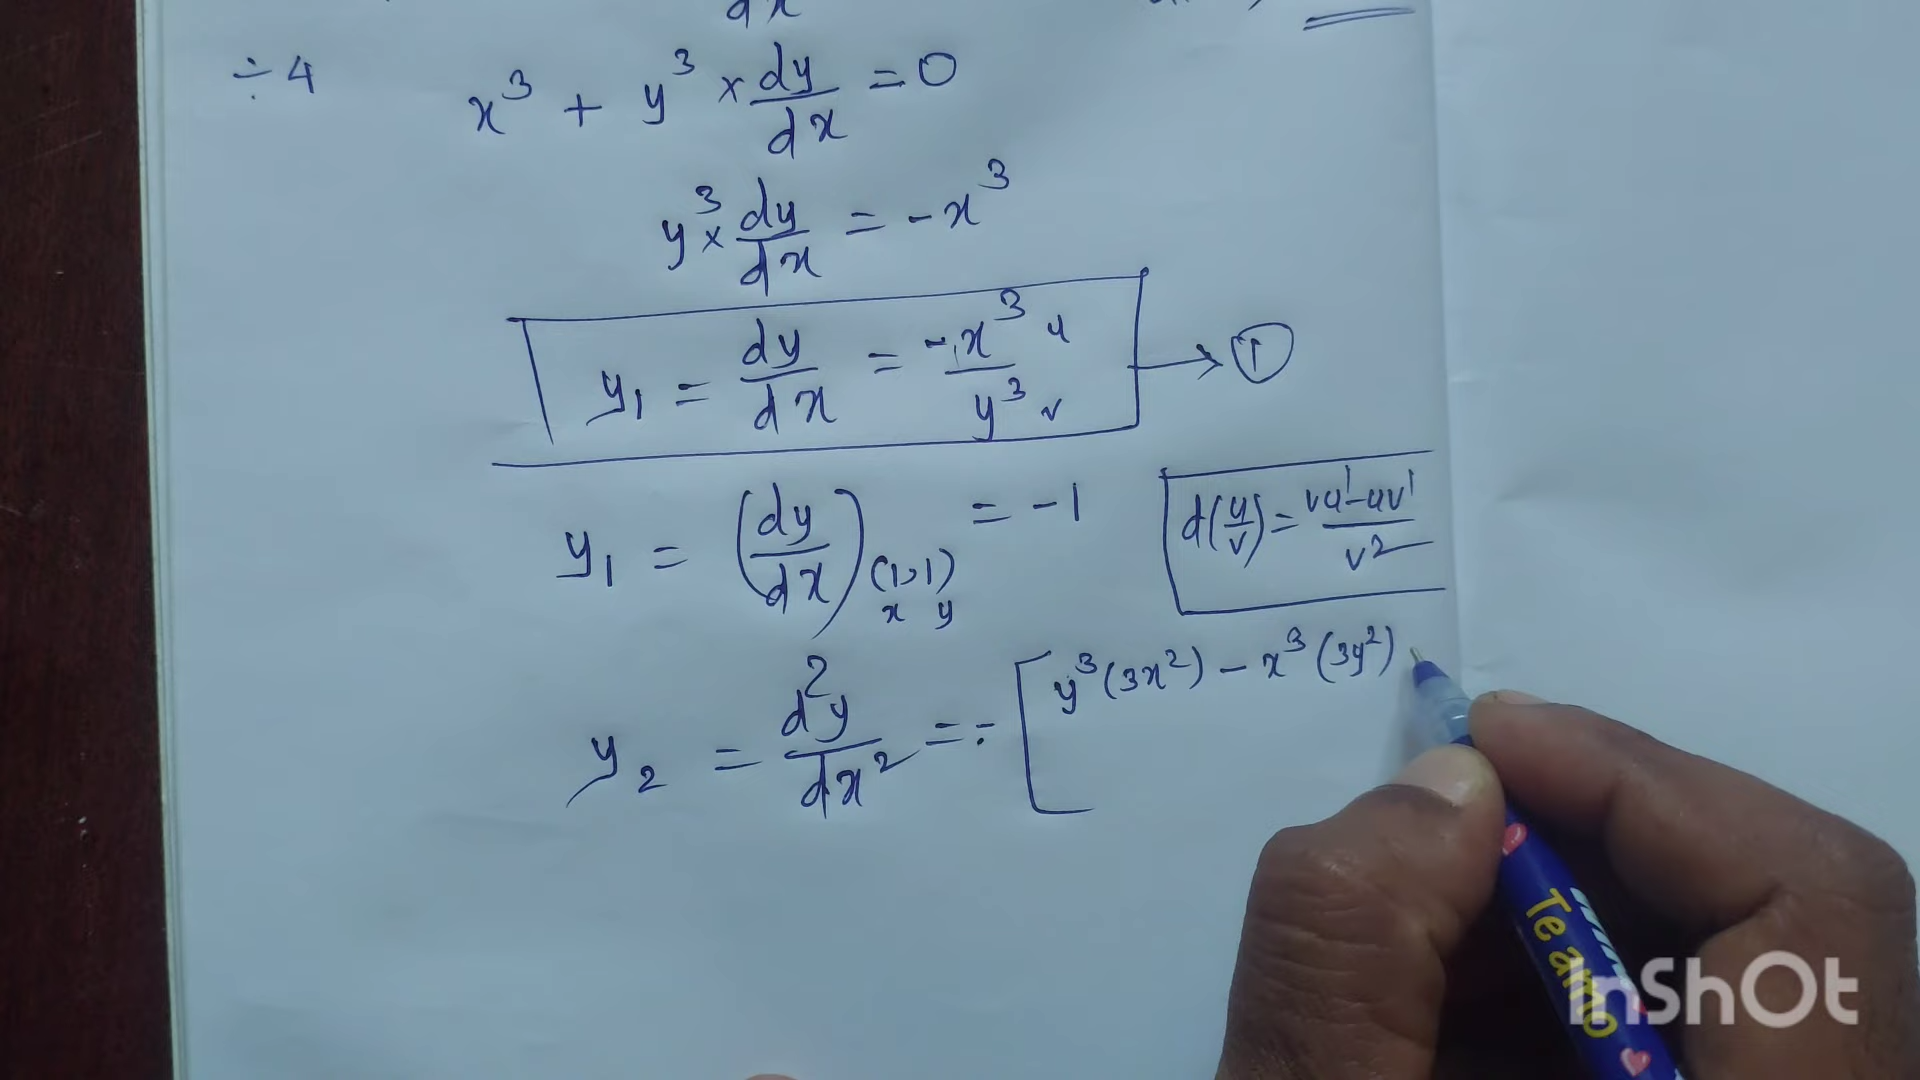 dx
÷4 x³ + y³ × dy/dx = 0
y³ × dy/dx = -x³
y₁ = dy/dx = -x³/y³ u v → ①
y₁ = (dy/dx)(1,1) = -1
x y
d(u/v) = vu' - uv' / v²
y₂ = d²y/dx² = - [y³(3x²) - x³(3y²)
Te amo
InShOt